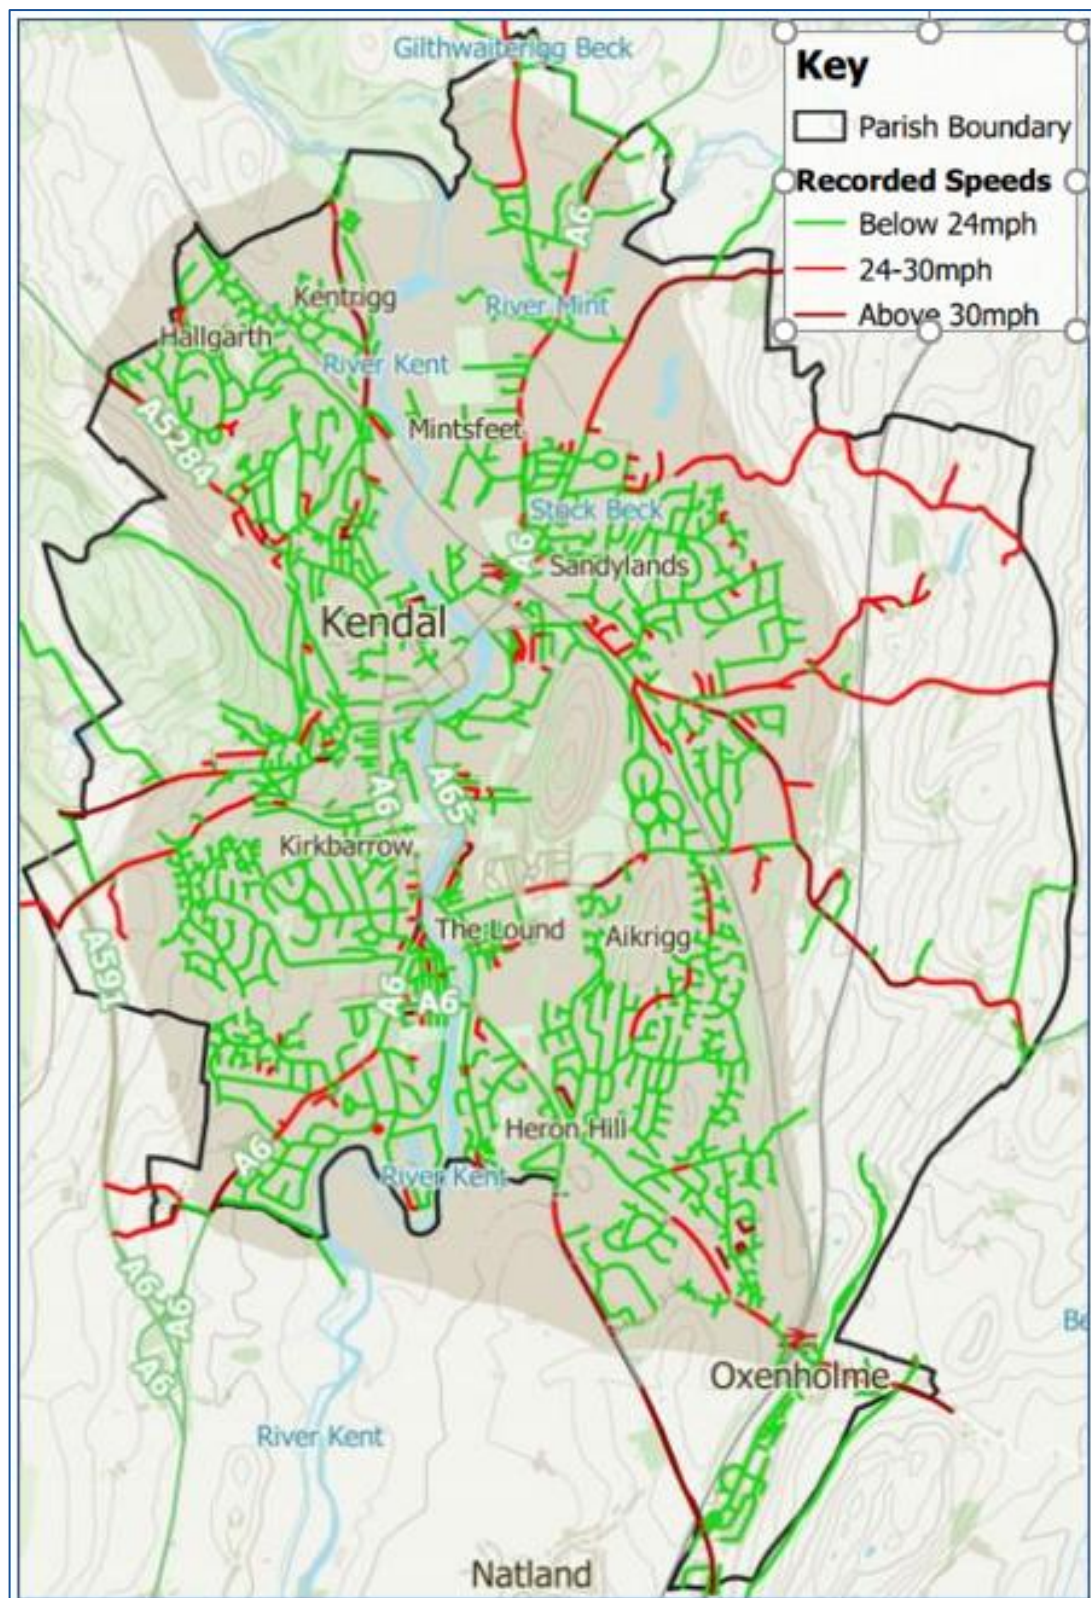 Gilthwaiterigg Beck
Key
Parish Boundary
Recorded Speeds
Below 24mph
24-30mph
Above 30mph
A6
Kentrigg
River Mint
Hallgarth
River Kent
A5284
Mintsfeet
Stock Beck
A6
Sandylands
Kendal
A6
A65
Kirkbarrow
The Lound
Aikrigg
A591
A6
A6
Heron Hill
A6
River Kent
A6
A6
A6
Oxenholme
River Kent
Natland